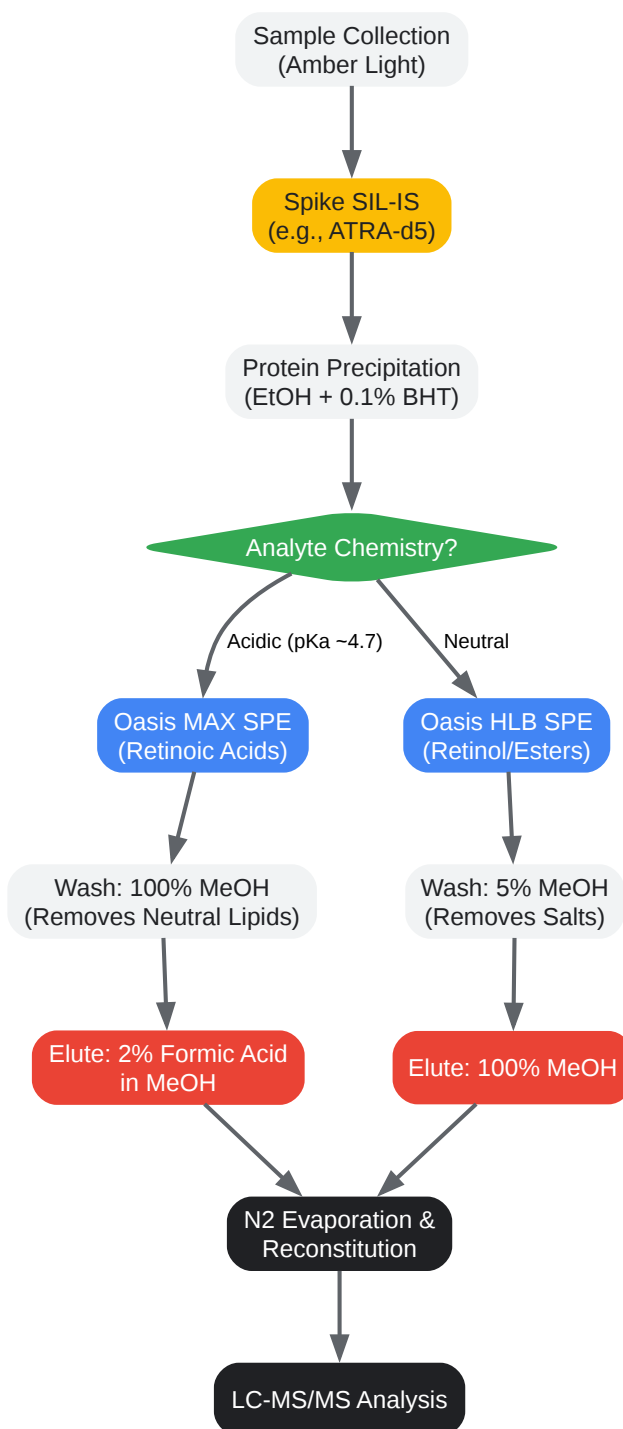 Sample Collection
(Amber Light)
Spike SIL-IS
(e.g., ATRA-d5)
Protein Precipitation
(EtOH + 0.1% BHT)
Analyte Chemistry?
Acidic (pKa ~4.7)
Neutral
Oasis MAX SPE
(Retinoic Acids)
Oasis HLB SPE
(Retinol/Esters)
Wash: 100% MeOH
(Removes Neutral Lipids)
Wash: 5% MeOH
(Removes Salts)
Elute: 2% Formic Acid
in MeOH
Elute: 100% MeOH
N2 Evaporation &
Reconstitution
LC-MS/MS Analysis